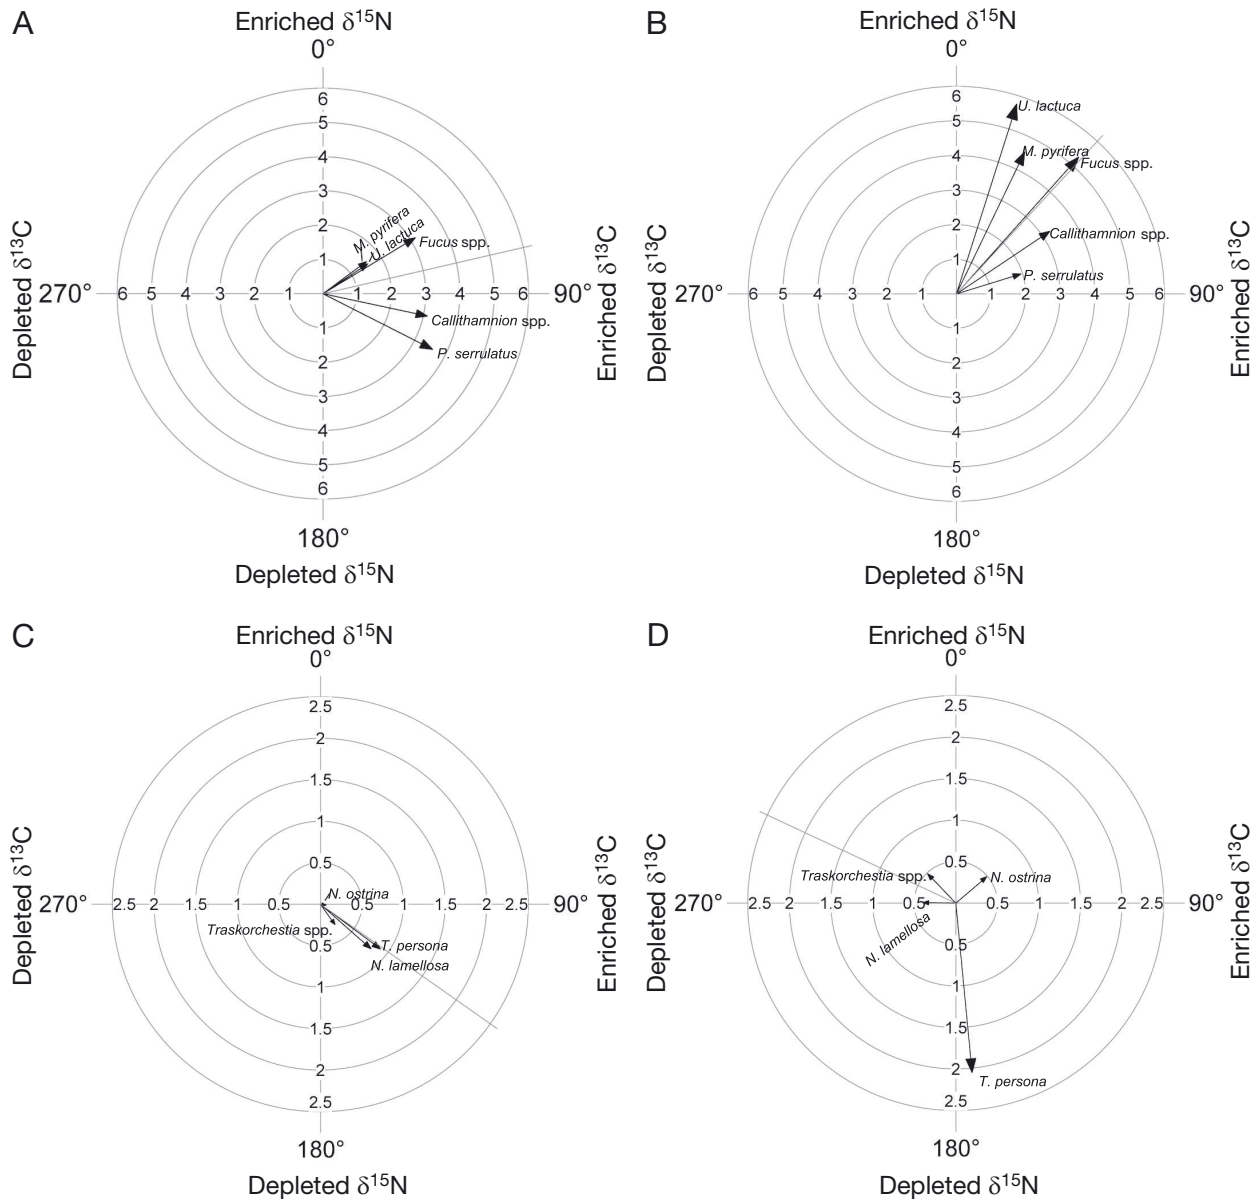 A
Enriched δ¹⁵N
0°
6
5
4
3
2
1
M. pyrifera
U. lactuca
Fucus spp.
Depleted δ¹³C
270°
6 5 4 3 2 1
1 2 3 4 5 6
90°
Enriched δ¹³C
Callithamnion spp.
P. serrulatus
1
2
3
4
5
6
180°
Depleted δ¹⁵N
B
Enriched δ¹⁵N
0°
6
5
4
3
2
1
U. lactuca
M. pyrifera
Fucus spp.
Callithamnion spp.
P. serrulatus
Depleted δ¹³C
270°
6 5 4 3 2 1
1 2 3 4 5 6
90°
Enriched δ¹³C
1
2
3
4
5
6
180°
Depleted δ¹⁵N
C
Enriched δ¹⁵N
0°
2.5
2
1.5
1
0.5
N. ostrina
Depleted δ¹³C
270°
2.5 2 1.5 1 0.5
0.5 1 1.5 2 2.5
90°
Enriched δ¹³C
Traskorchestia spp.
T. persona
N. lamellosa
0.5
1
1.5
2
2.5
180°
Depleted δ¹⁵N
D
Enriched δ¹⁵N
0°
2.5
2
1.5
1
0.5
Traskorchestia spp.
N. ostrina
Depleted δ¹³C
270°
2.5 2 1.5 1 0.5
0.5 1 1.5 2 2.5
90°
Enriched δ¹³C
N. lamellosa
0.5
1
1.5
2
2.5
T. persona
180°
Depleted δ¹⁵N